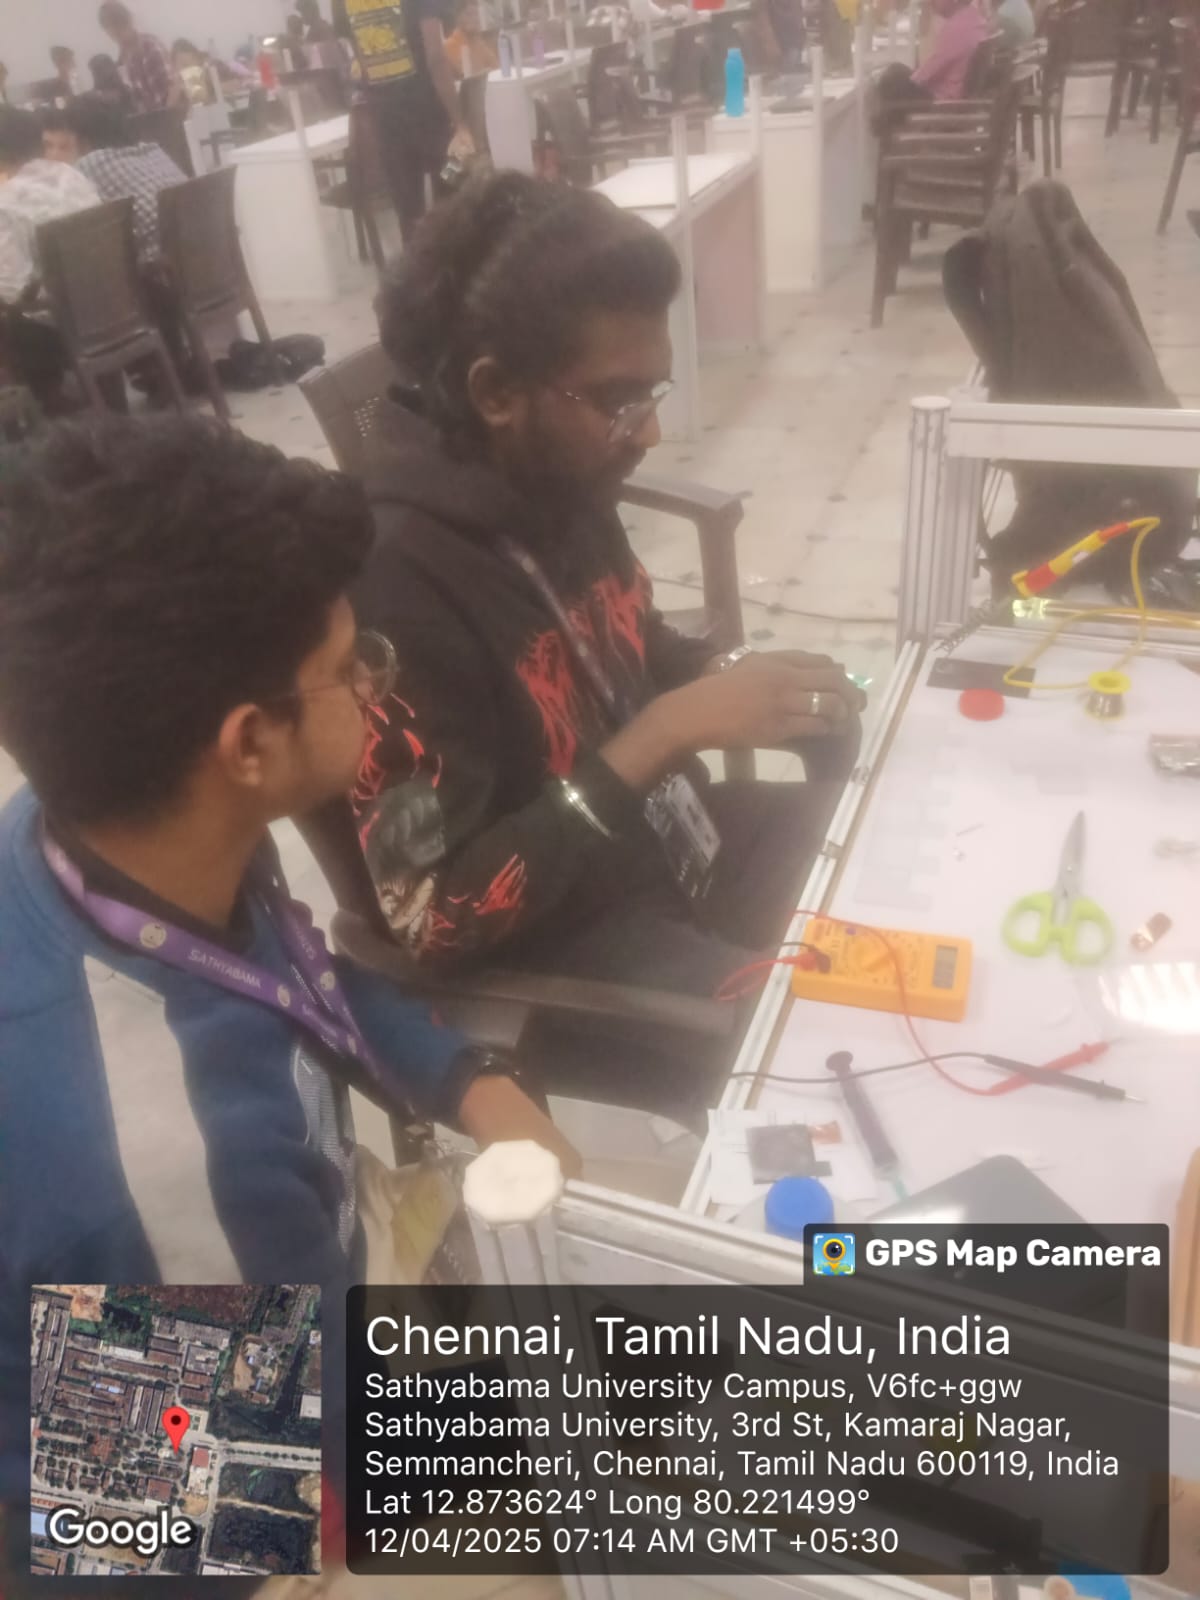 SATHYABAMA
GPS Map Camera
Chennai, Tamil Nadu, India
Sathyabama University Campus, V6fc+ggw
Sathyabama University, 3rd St, Kamaraj Nagar,
Semmancheri, Chennai, Tamil Nadu 600119, India
Lat 12.873624° Long 80.221499°
12/04/2025 07:14 AM GMT +05:30
Google